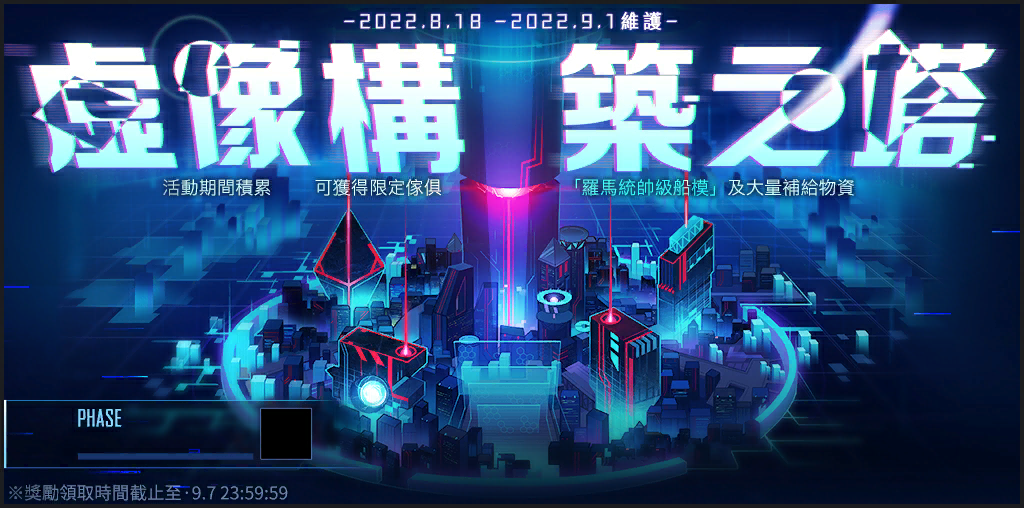 -2022.8.18 -2022.9.1維護-
虛像構築之塔
活動期間積累 可獲得限定傢俱 「羅馬統帥級船模」及大量補給物資
PHASE
※獎勵領取時間截止至·9.7 23:59:59